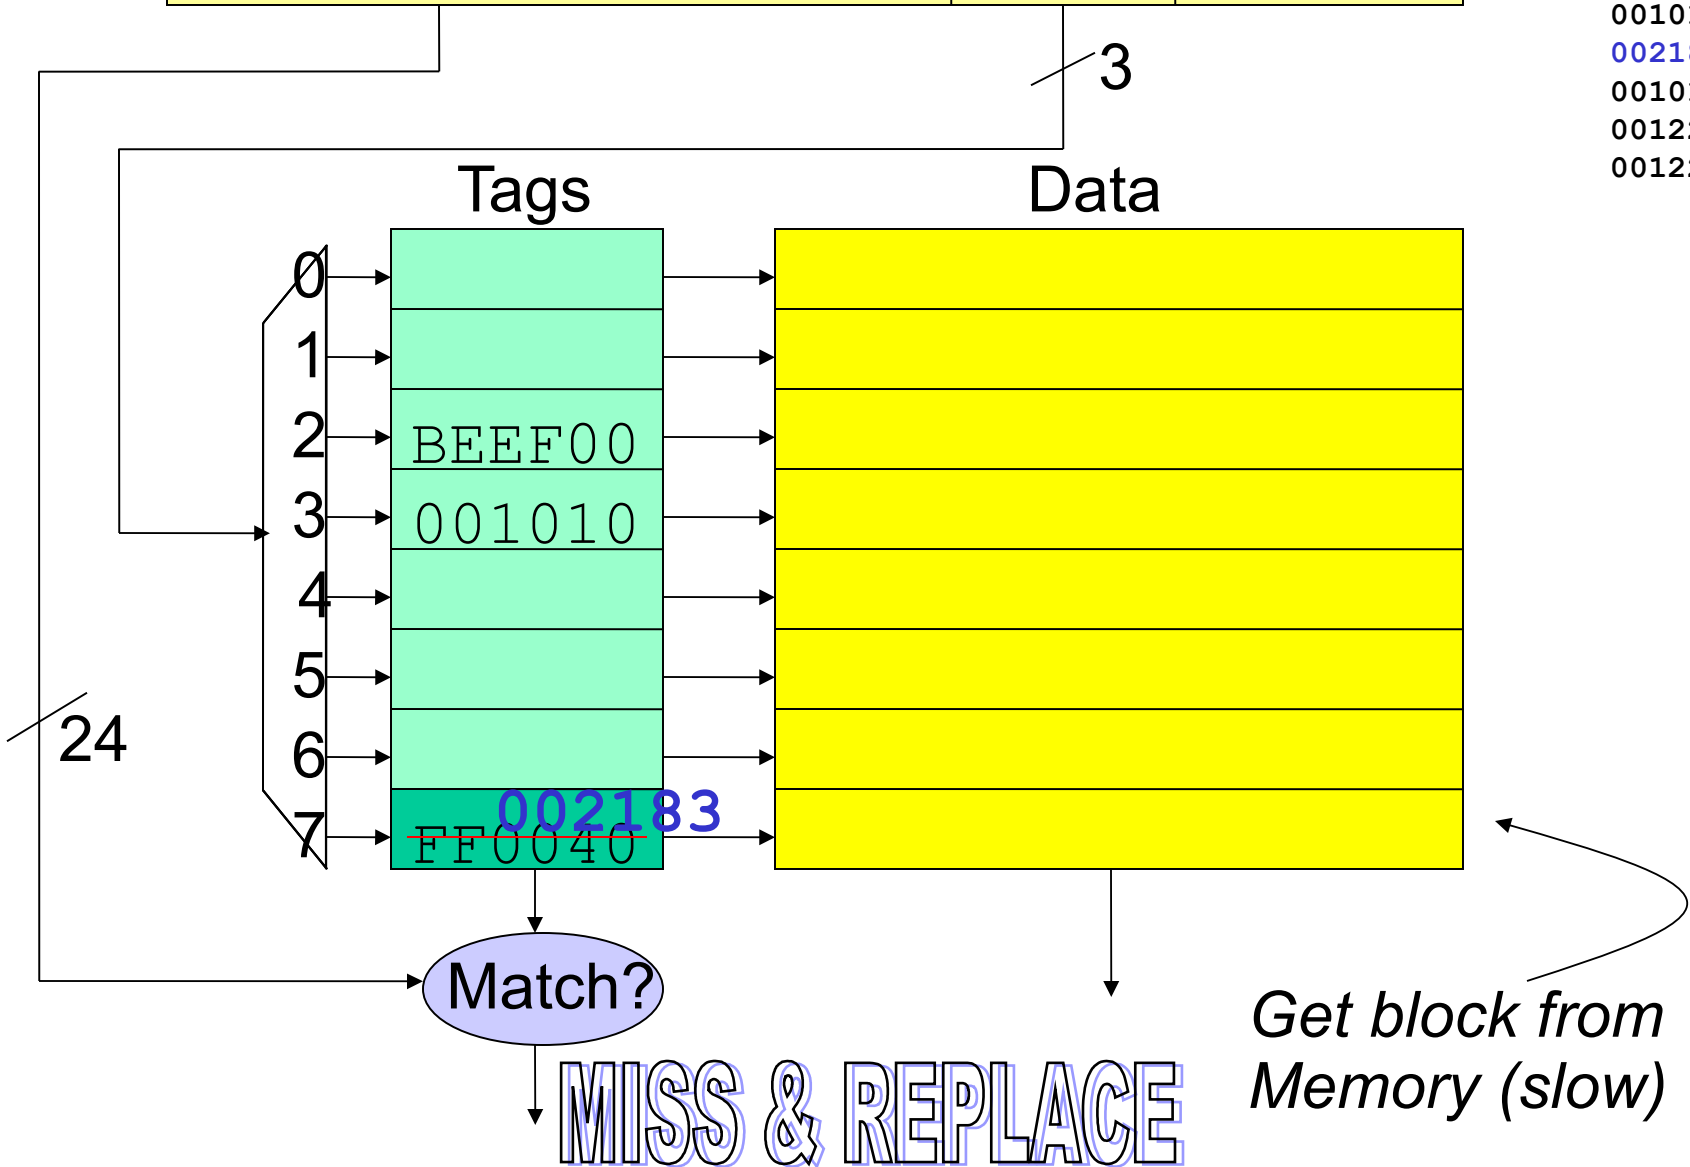 3
Tags
Data
0
1
2 BEEF00
3 001010
4
5
6
7 FF0040
002183
24
Match?
Get block from
Memory (slow)
MISS & REPLACE